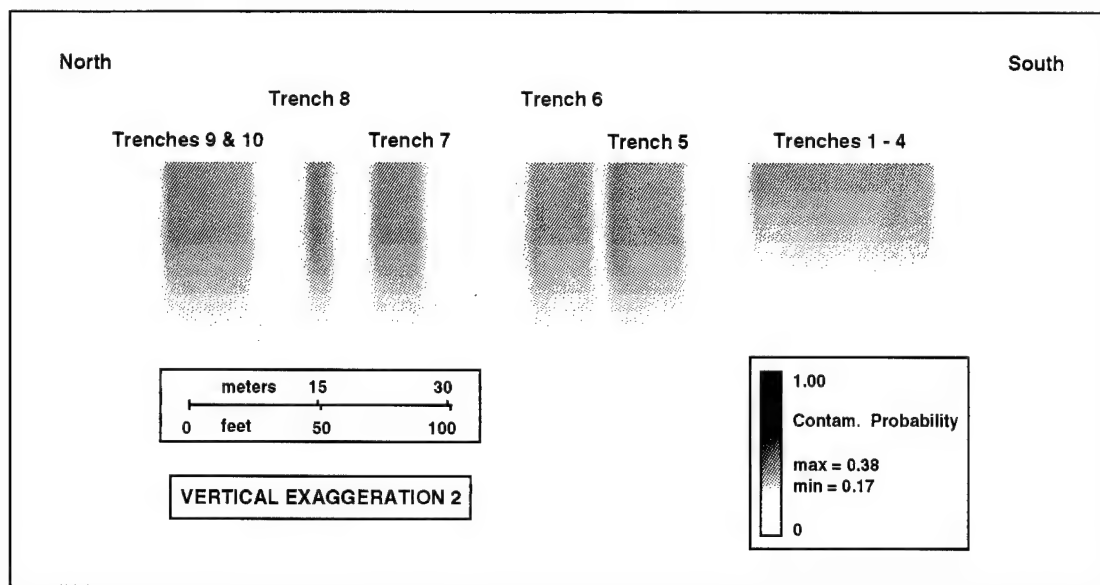 North
South
Trench 8
Trench 6
Trenches 9 & 10
Trench 7
Trench 5
Trenches 1 - 4
meters 15 30
0 feet 50 100
VERTICAL EXAGGERATION 2
1.00
Contam. Probability
max = 0.38
min = 0.17
0